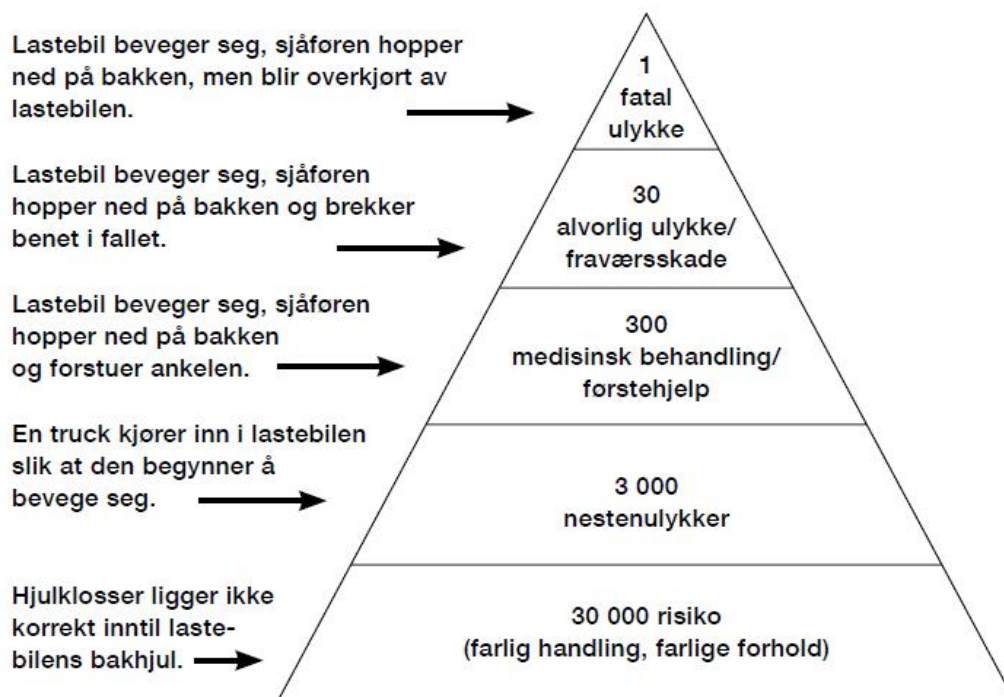 Lastebil beveger seg, sjåføren hopper
ned på bakken, men blir overkjørt av
lastebilen.
1
fatal
ulykke
Lastebil beveger seg, sjåføren
hopper ned på bakken og brekker
benet i fallet.
30
alvorlig ulykke/
fraværsskade
Lastebil beveger seg, sjåføren
hopper ned på bakken
og forstuer ankelen.
300
medisinsk behandling/
førstehjelp
En truck kjører inn i lastebilen
slik at den begynner å
bevege seg.
3 000
nestenulykker
Hjulklosser ligger ikke
korrekt inntil laste-
bilens bakhjul.
30 000 risiko
(farlig handling, farlige forhold)